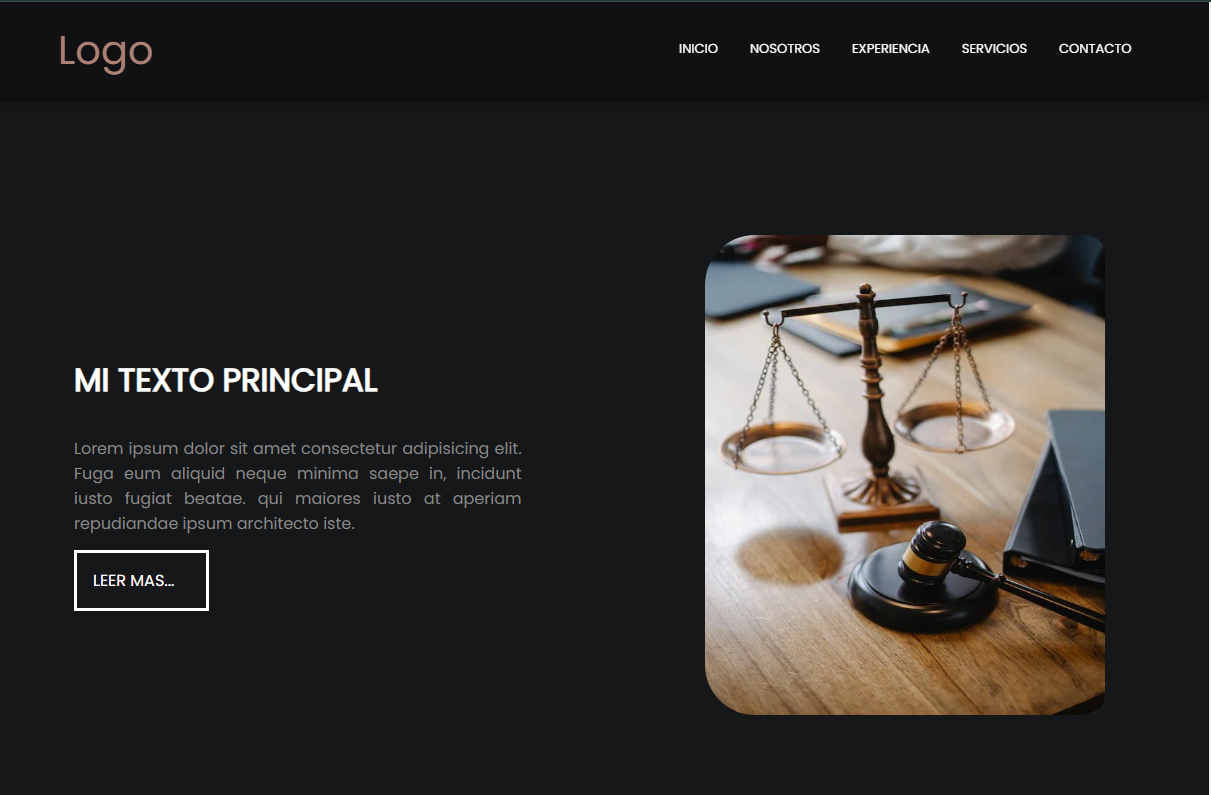 Logo
INICIO NOSOTROS EXPERIENCIA SERVICIOS CONTACTO
MI TEXTO PRINCIPAL
Lorem ipsum dolor sit amet consectetur adipisicing elit.
Fuga eum aliquid neque minima saepe in, incidunt
iusto fugiat beatae. qui maiores iusto at aperiam
repudiandae ipsum architecto iste.
LEER MAS...